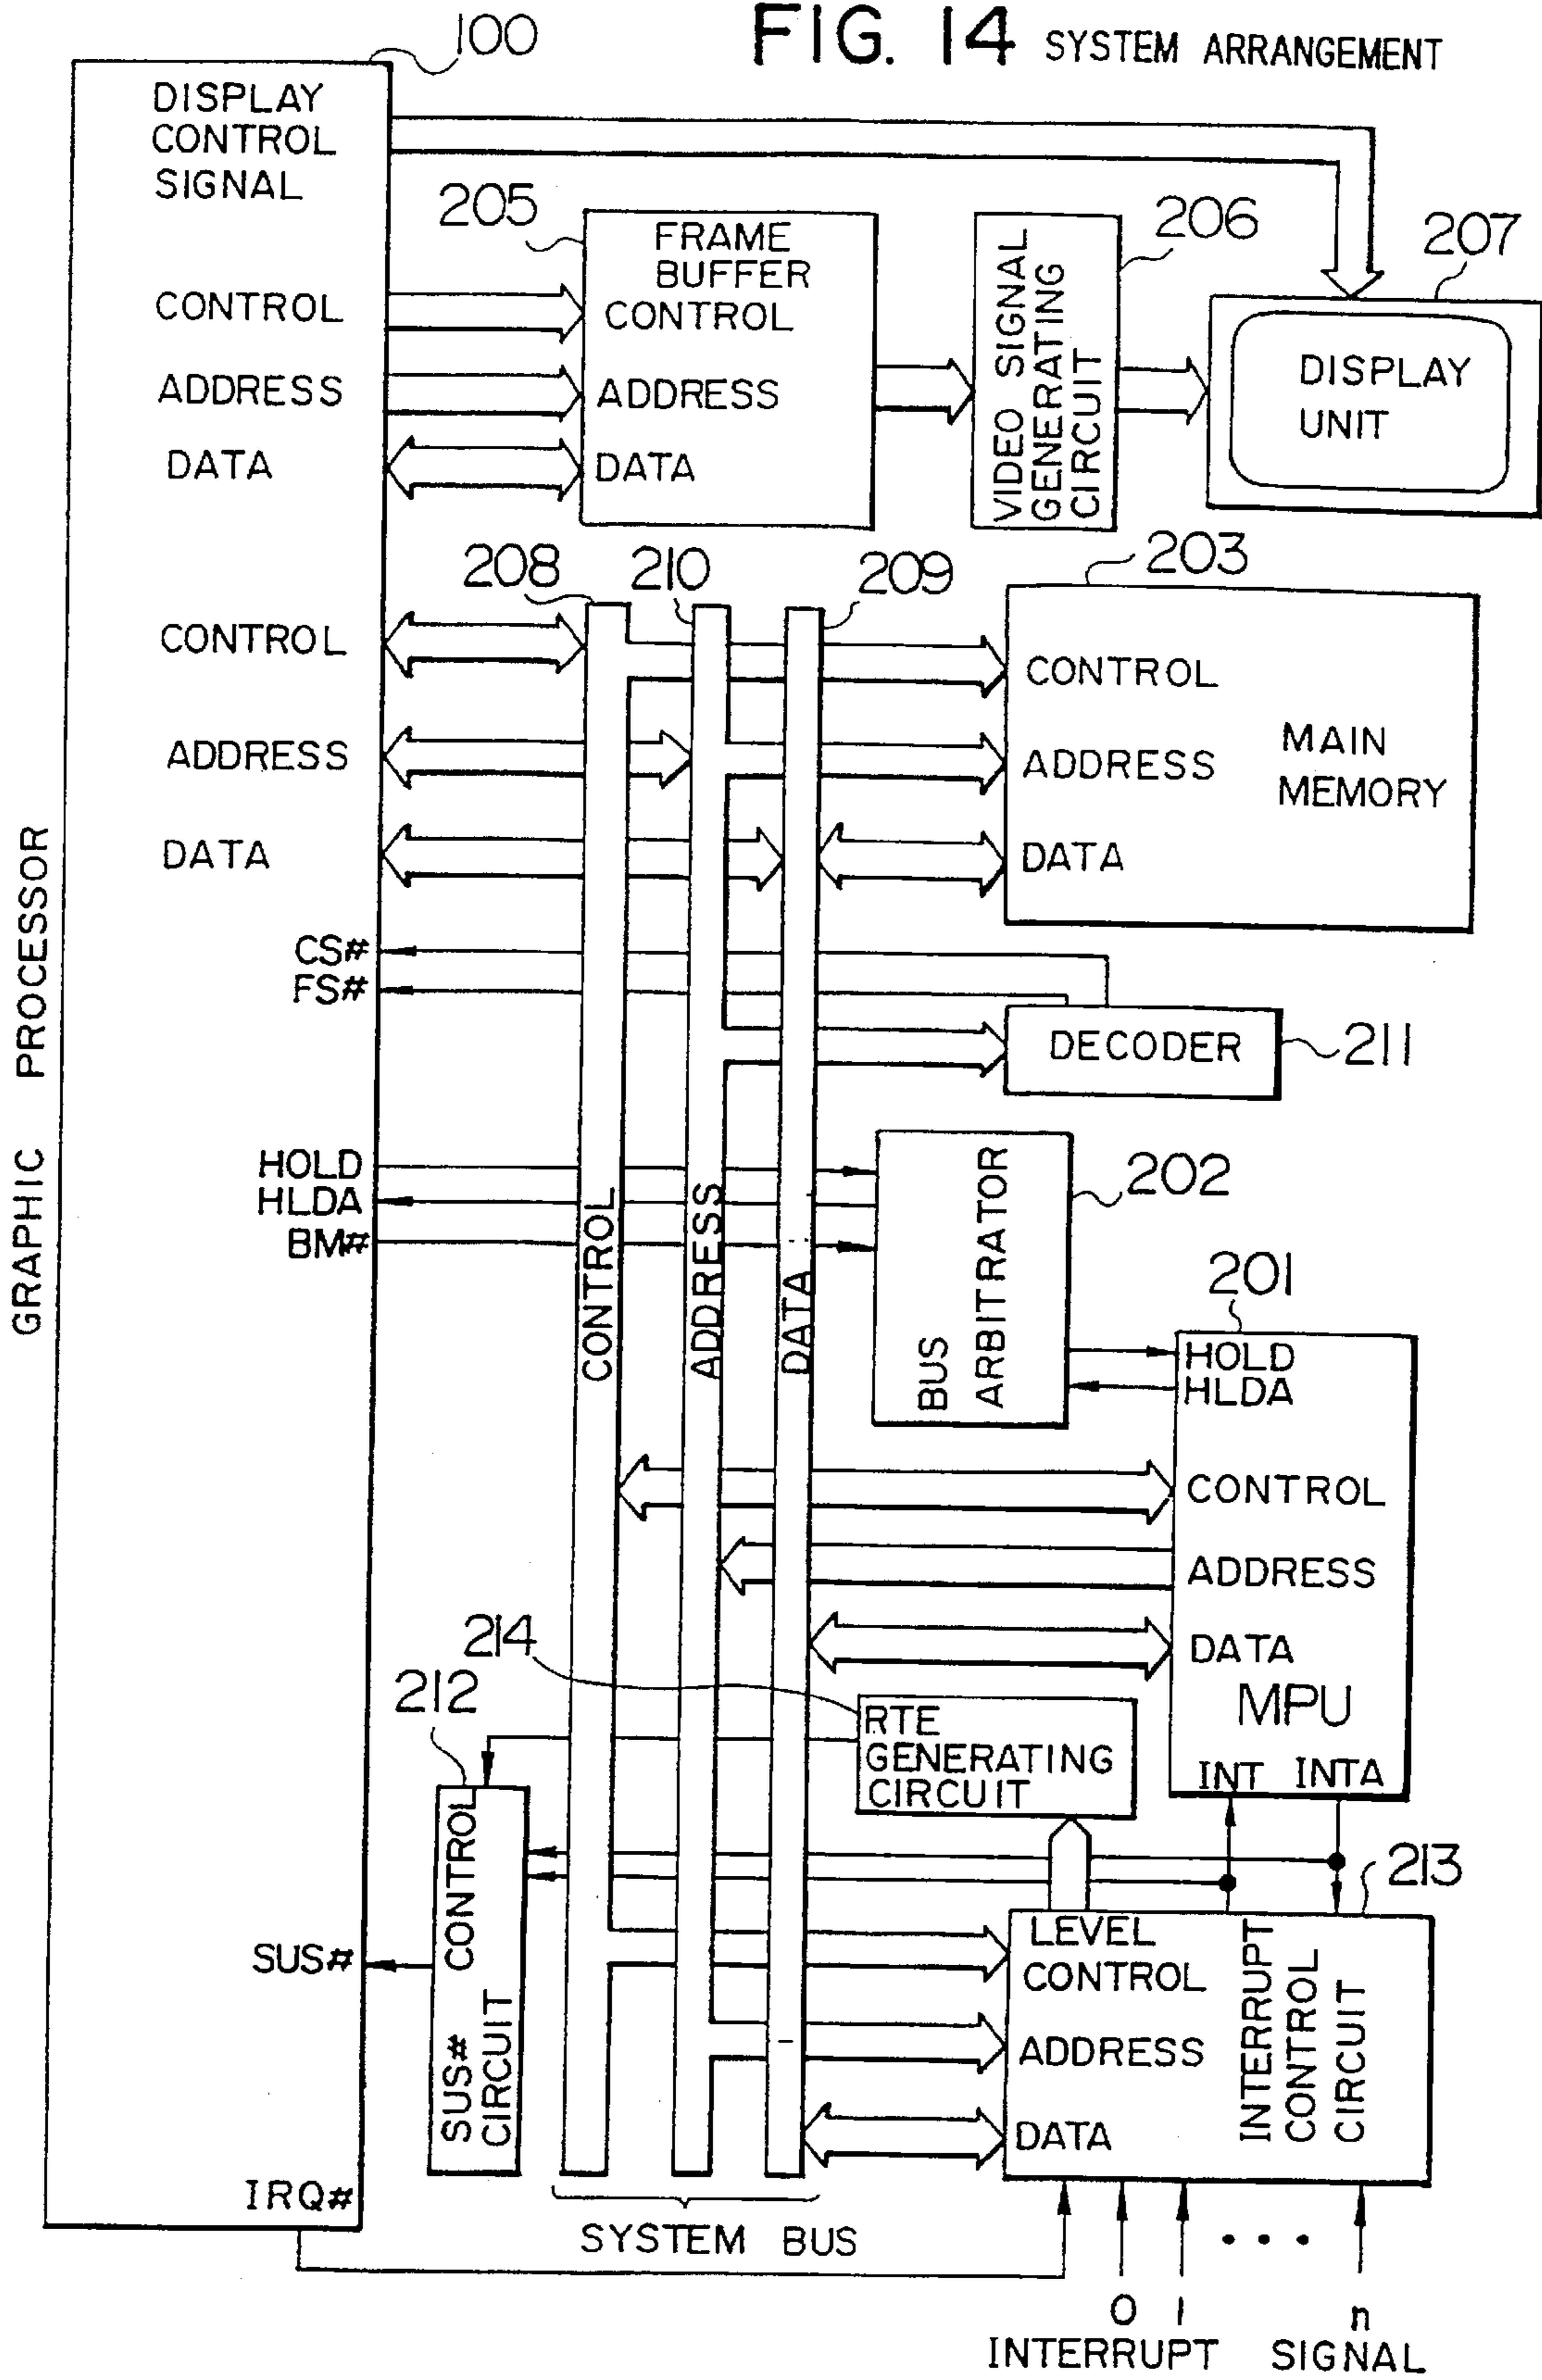 FIG. 14 SYSTEM ARRANGEMENT
100
DISPLAY
CONTROL
SIGNAL
205
FRAME
BUFFER
CONTROL
ADDRESS
DATA
206
VIDEO SIGNAL
GENERATING
CIRCUIT
207
DISPLAY
UNIT
CONTROL
ADDRESS
DATA
208
210
209
203
CONTROL
ADDRESS
DATA
CONTROL
ADDRESS
DATA
MAIN
MEMORY
GRAPHIC PROCESSOR
CS#
FS#
DECODER
211
HOLD
HLDA
BM#
CONTROL
ADDRESS
DATA
BUS
ARBITRATOR
202
201
HOLD
HLDA
CONTROL
ADDRESS
DATA
MPU
INT INTA
214
RTE
GENERATING
CIRCUIT
212
SUS# CONTROL
CIRCUIT
SUS#
213
LEVEL
CONTROL
ADDRESS
DATA
INTERRUPT
CONTROL
CIRCUIT
IRQ#
SYSTEM BUS
0 1 ... n
INTERRUPT SIGNAL